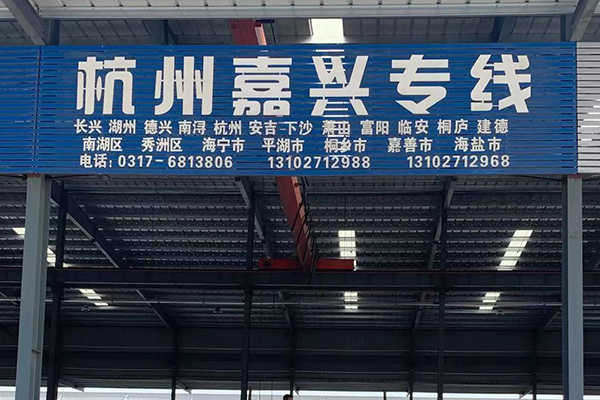 杭州嘉兴专线
长兴 湖州 德兴 南浔 杭州 安吉 下沙 萧山 富阳 临安 桐庐 建德
南湖区 秀洲区 海宁市 平湖市 桐乡市 嘉善市 海盐市
电话:0317-6813806 13102712988 13102712968